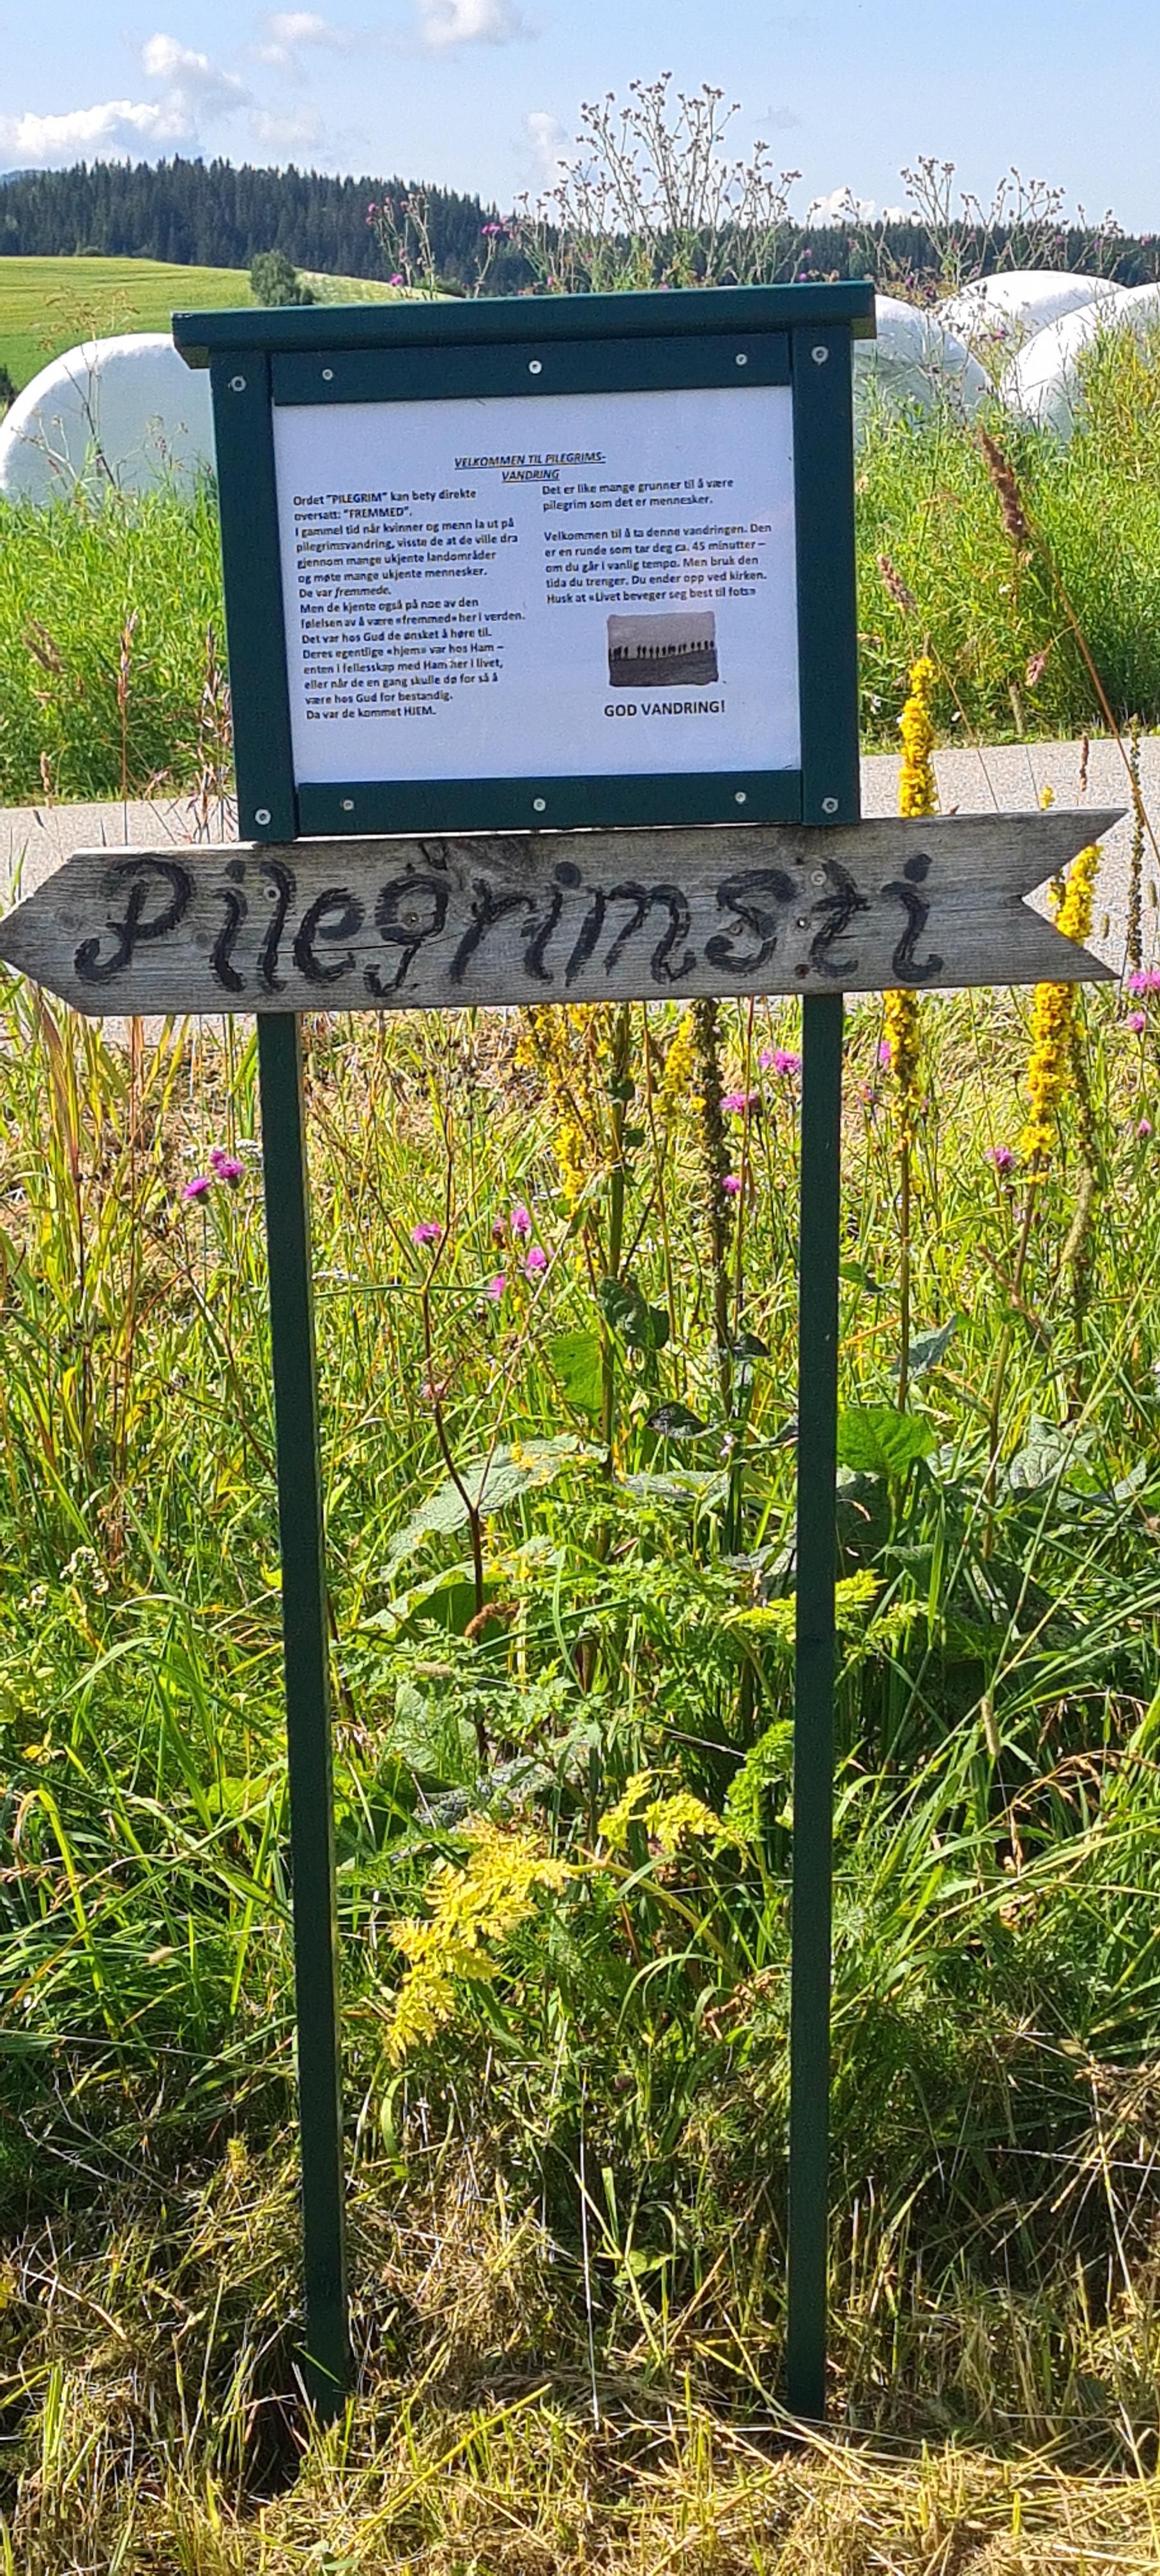 VELKOMMEN TIL PILEGRIMS-
VANDRING
Ordet "PILEGRIM" kan bety direkte
oversatt: "FREMMED".
I gammel tid når kvinner og menn la ut på
pilegrimsvandring, visste de at de ville dra
gjennom mange ukjente landområder
og møte mange ukjente mennesker.
De var fremmede.
Men de kjente også på noe av den
følelsen av å være «fremmed» her i verden.
Det var hos Gud de ønsket å høre til.
Deres egentlige «hjem» var hos Ham –
enten i fellesskap med Ham her i livet,
eller når de en gang skulle dø for så å
være hos Gud for bestandig.
Da var de kommet HJEM.
Det er like mange grunner til å være
pilegrim som det er mennesker.
Velkommen til å ta denne vandringen. Den
er en runde som tar deg ca. 45 minutter –
om du går i vanlig tempo. Men bruk den
tida du trenger. Du ender opp ved kirken.
Husk at «Livet beveger seg best til fots»
GOD VANDRING!
Pilegrimsti